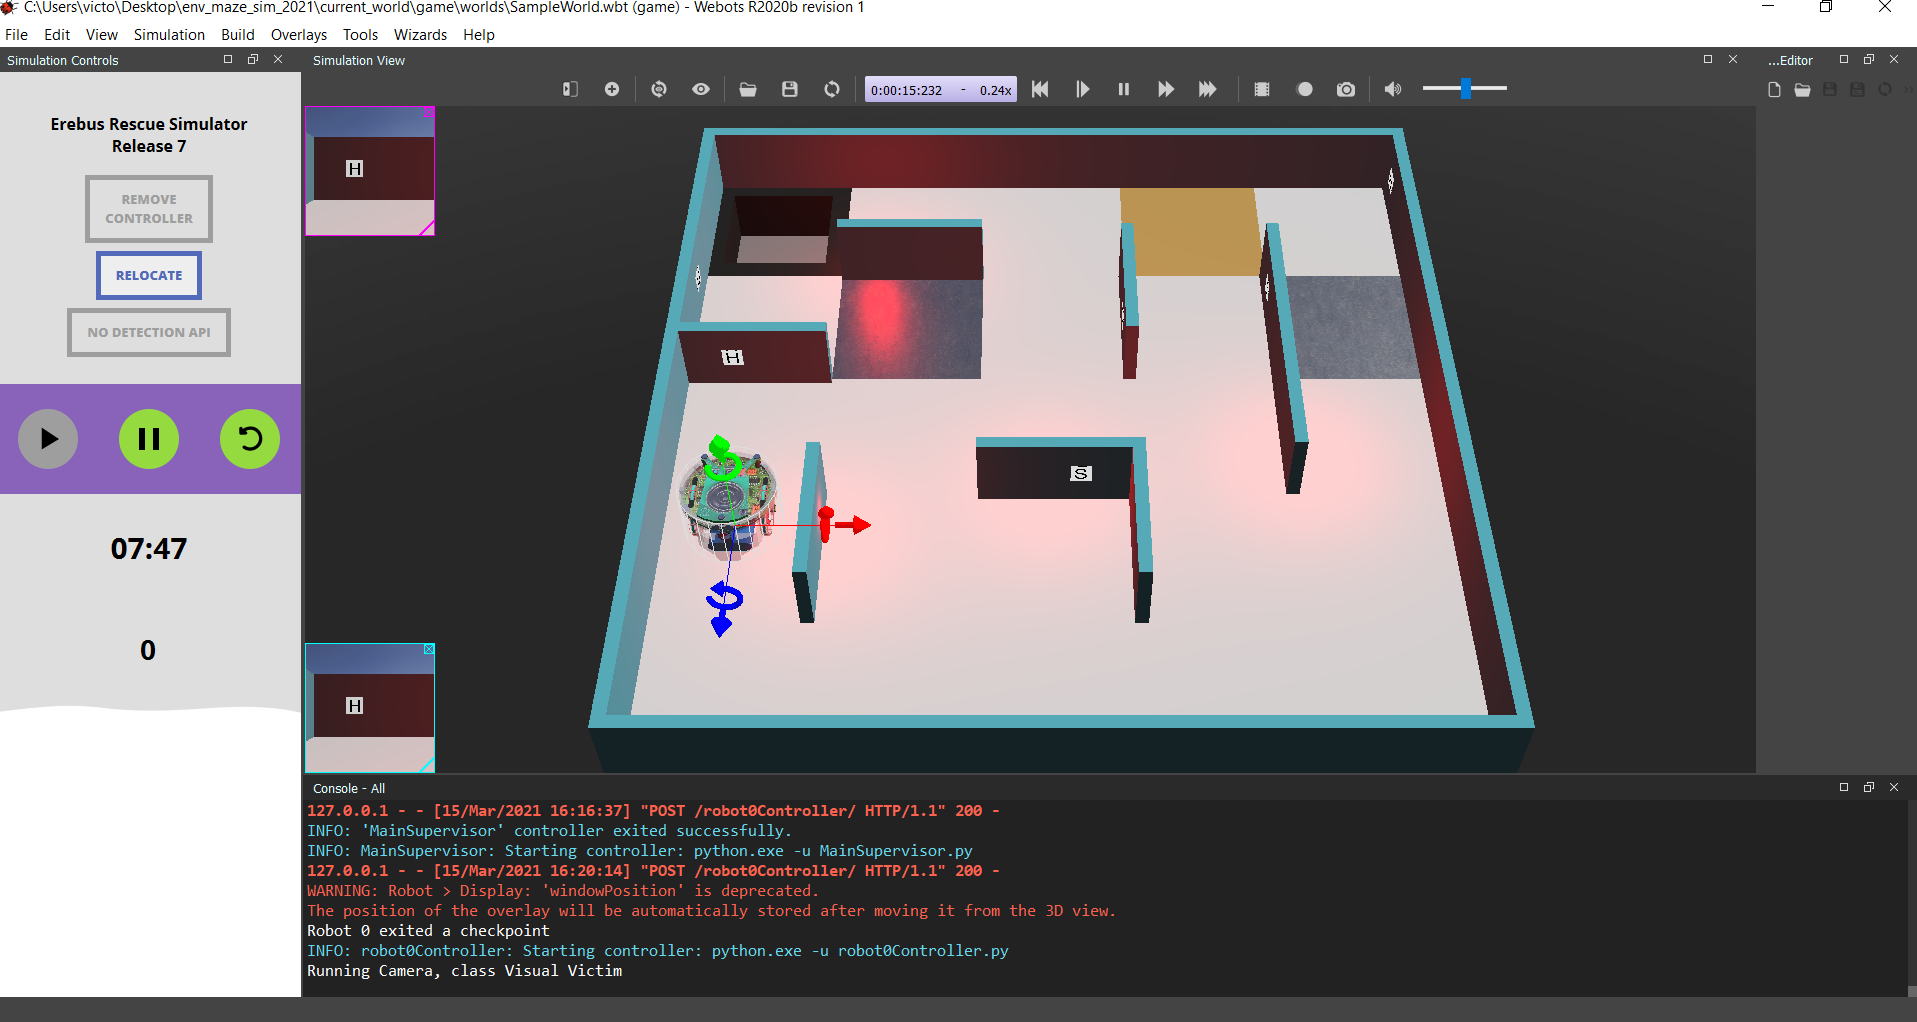 C:\Users\victo\Desktop\env_maze_sim_2021\current_world\game\worlds\SampleWorld.wbt (game) - Webots R2020b revision 1
File Edit View Simulation Build Overlays Tools Wizards Help
Simulation Controls
Simulation View
...Editor
0:00:15:232 - 0.24x
Erebus Rescue Simulator
Release 7
REMOVE
CONTROLLER
RELOCATE
NO DETECTION API
07:47
0
H
H
S
H
Console - All
127.0.0.1 - - [15/Mar/2021 16:16:37] "POST /robot0Controller/ HTTP/1.1" 200 -
INFO: 'MainSupervisor' controller exited successfully.
INFO: MainSupervisor: Starting controller: python.exe -u MainSupervisor.py
127.0.0.1 - - [15/Mar/2021 16:20:14] "POST /robot0Controller/ HTTP/1.1" 200 -
WARNING: Robot > Display: 'windowPosition' is deprecated.
The position of the overlay will be automatically stored after moving it from the 3D view.
Robot 0 exited a checkpoint
INFO: robot0Controller: Starting controller: python.exe -u robot0Controller.py
Running Camera, class Visual Victim